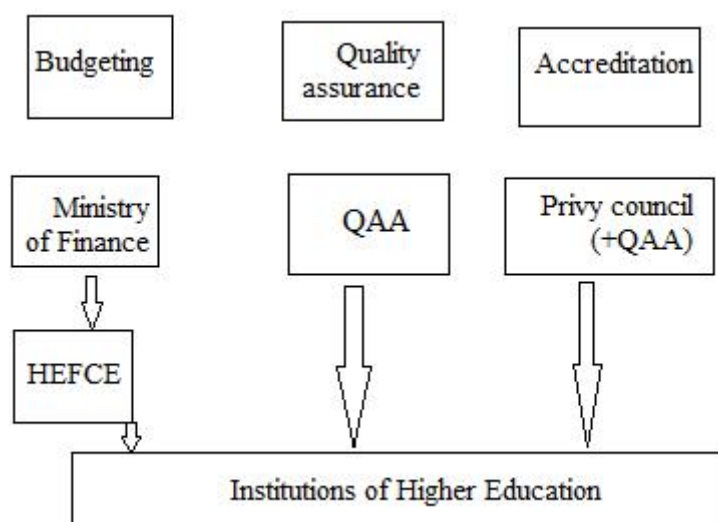 Budgeting
Quality
assurance
Accreditation
Ministry
of Finance
QAA
Privy council
(+QAA)
HEFCE
Institutions of Higher Education